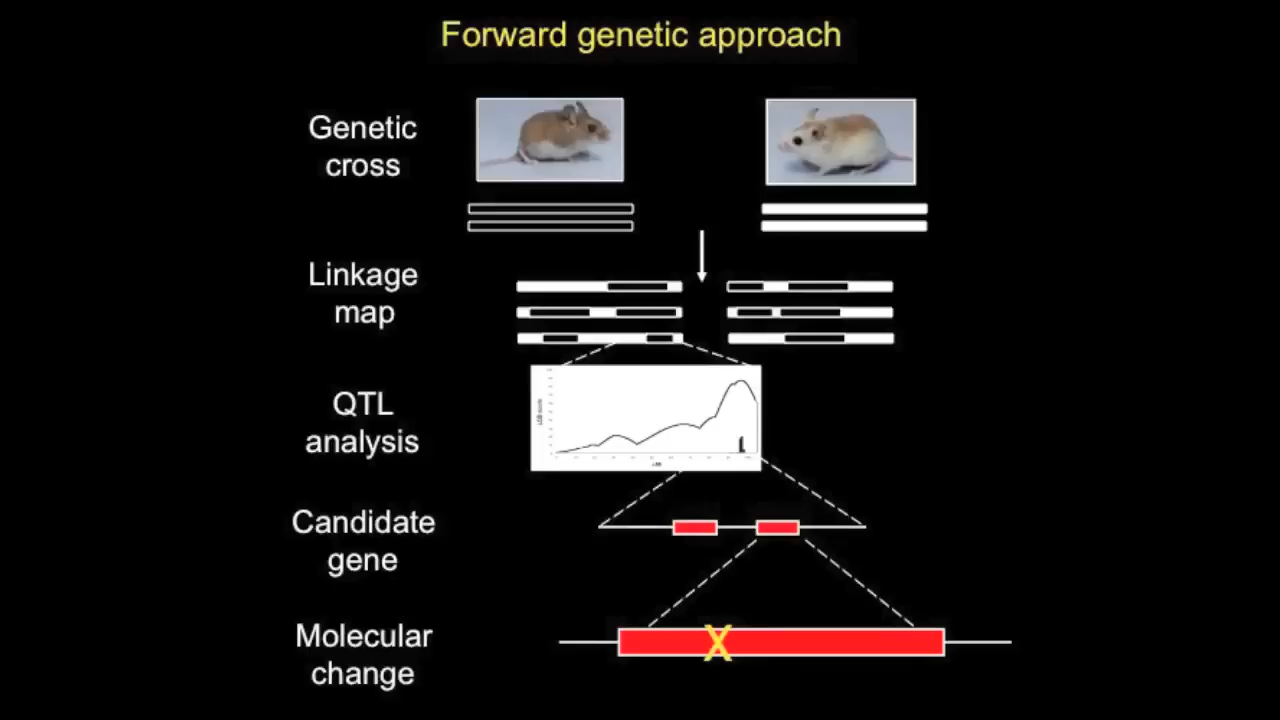 Forward genetic approach
Genetic
cross
Linkage
map
QTL
analysis
Candidate
gene
Molecular
change
X